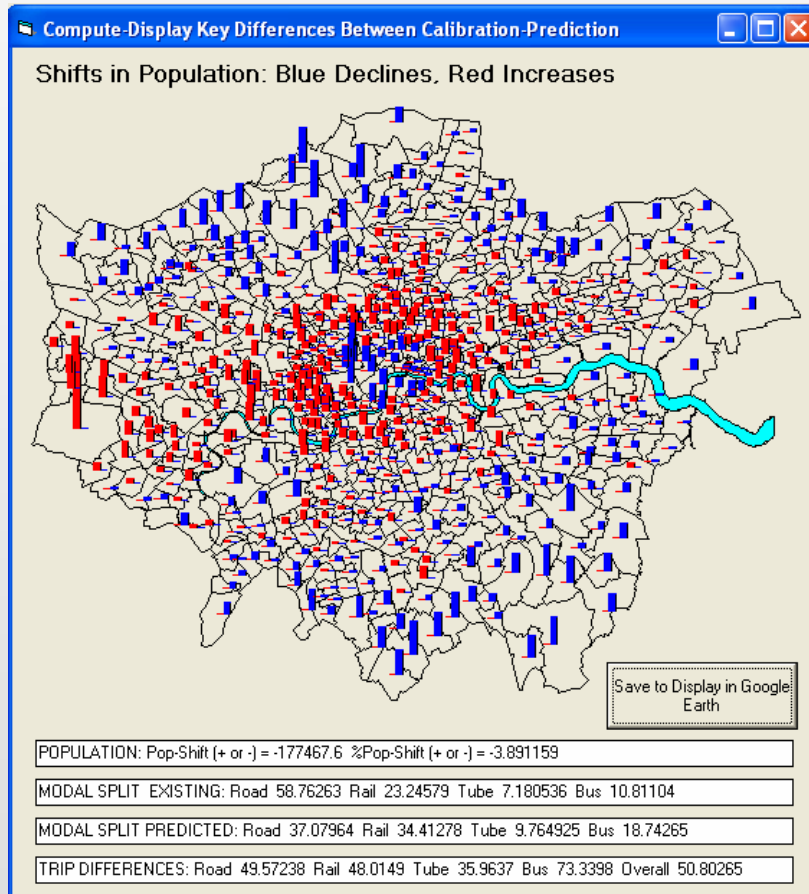 Compute-Display Key Differences Between Calibration-Prediction
Shifts in Population: Blue Declines, Red Increases
Save to Display in Google
Earth
POPULATION: Pop-Shift (+ or -) = -177467.6 %Pop-Shift (+ or -) = -3.891159
MODAL SPLIT EXISTING: Road 58.76263 Rail 23.24579 Tube 7.180536 Bus 10.81104
MODAL SPLIT PREDICTED: Road 37.07964 Rail 34.41278 Tube 9.764925 Bus 18.74265
TRIP DIFFERENCES: Road 49.57238 Rail 48.0149 Tube 35.9637 Bus 73.3398 Overall 50.80265